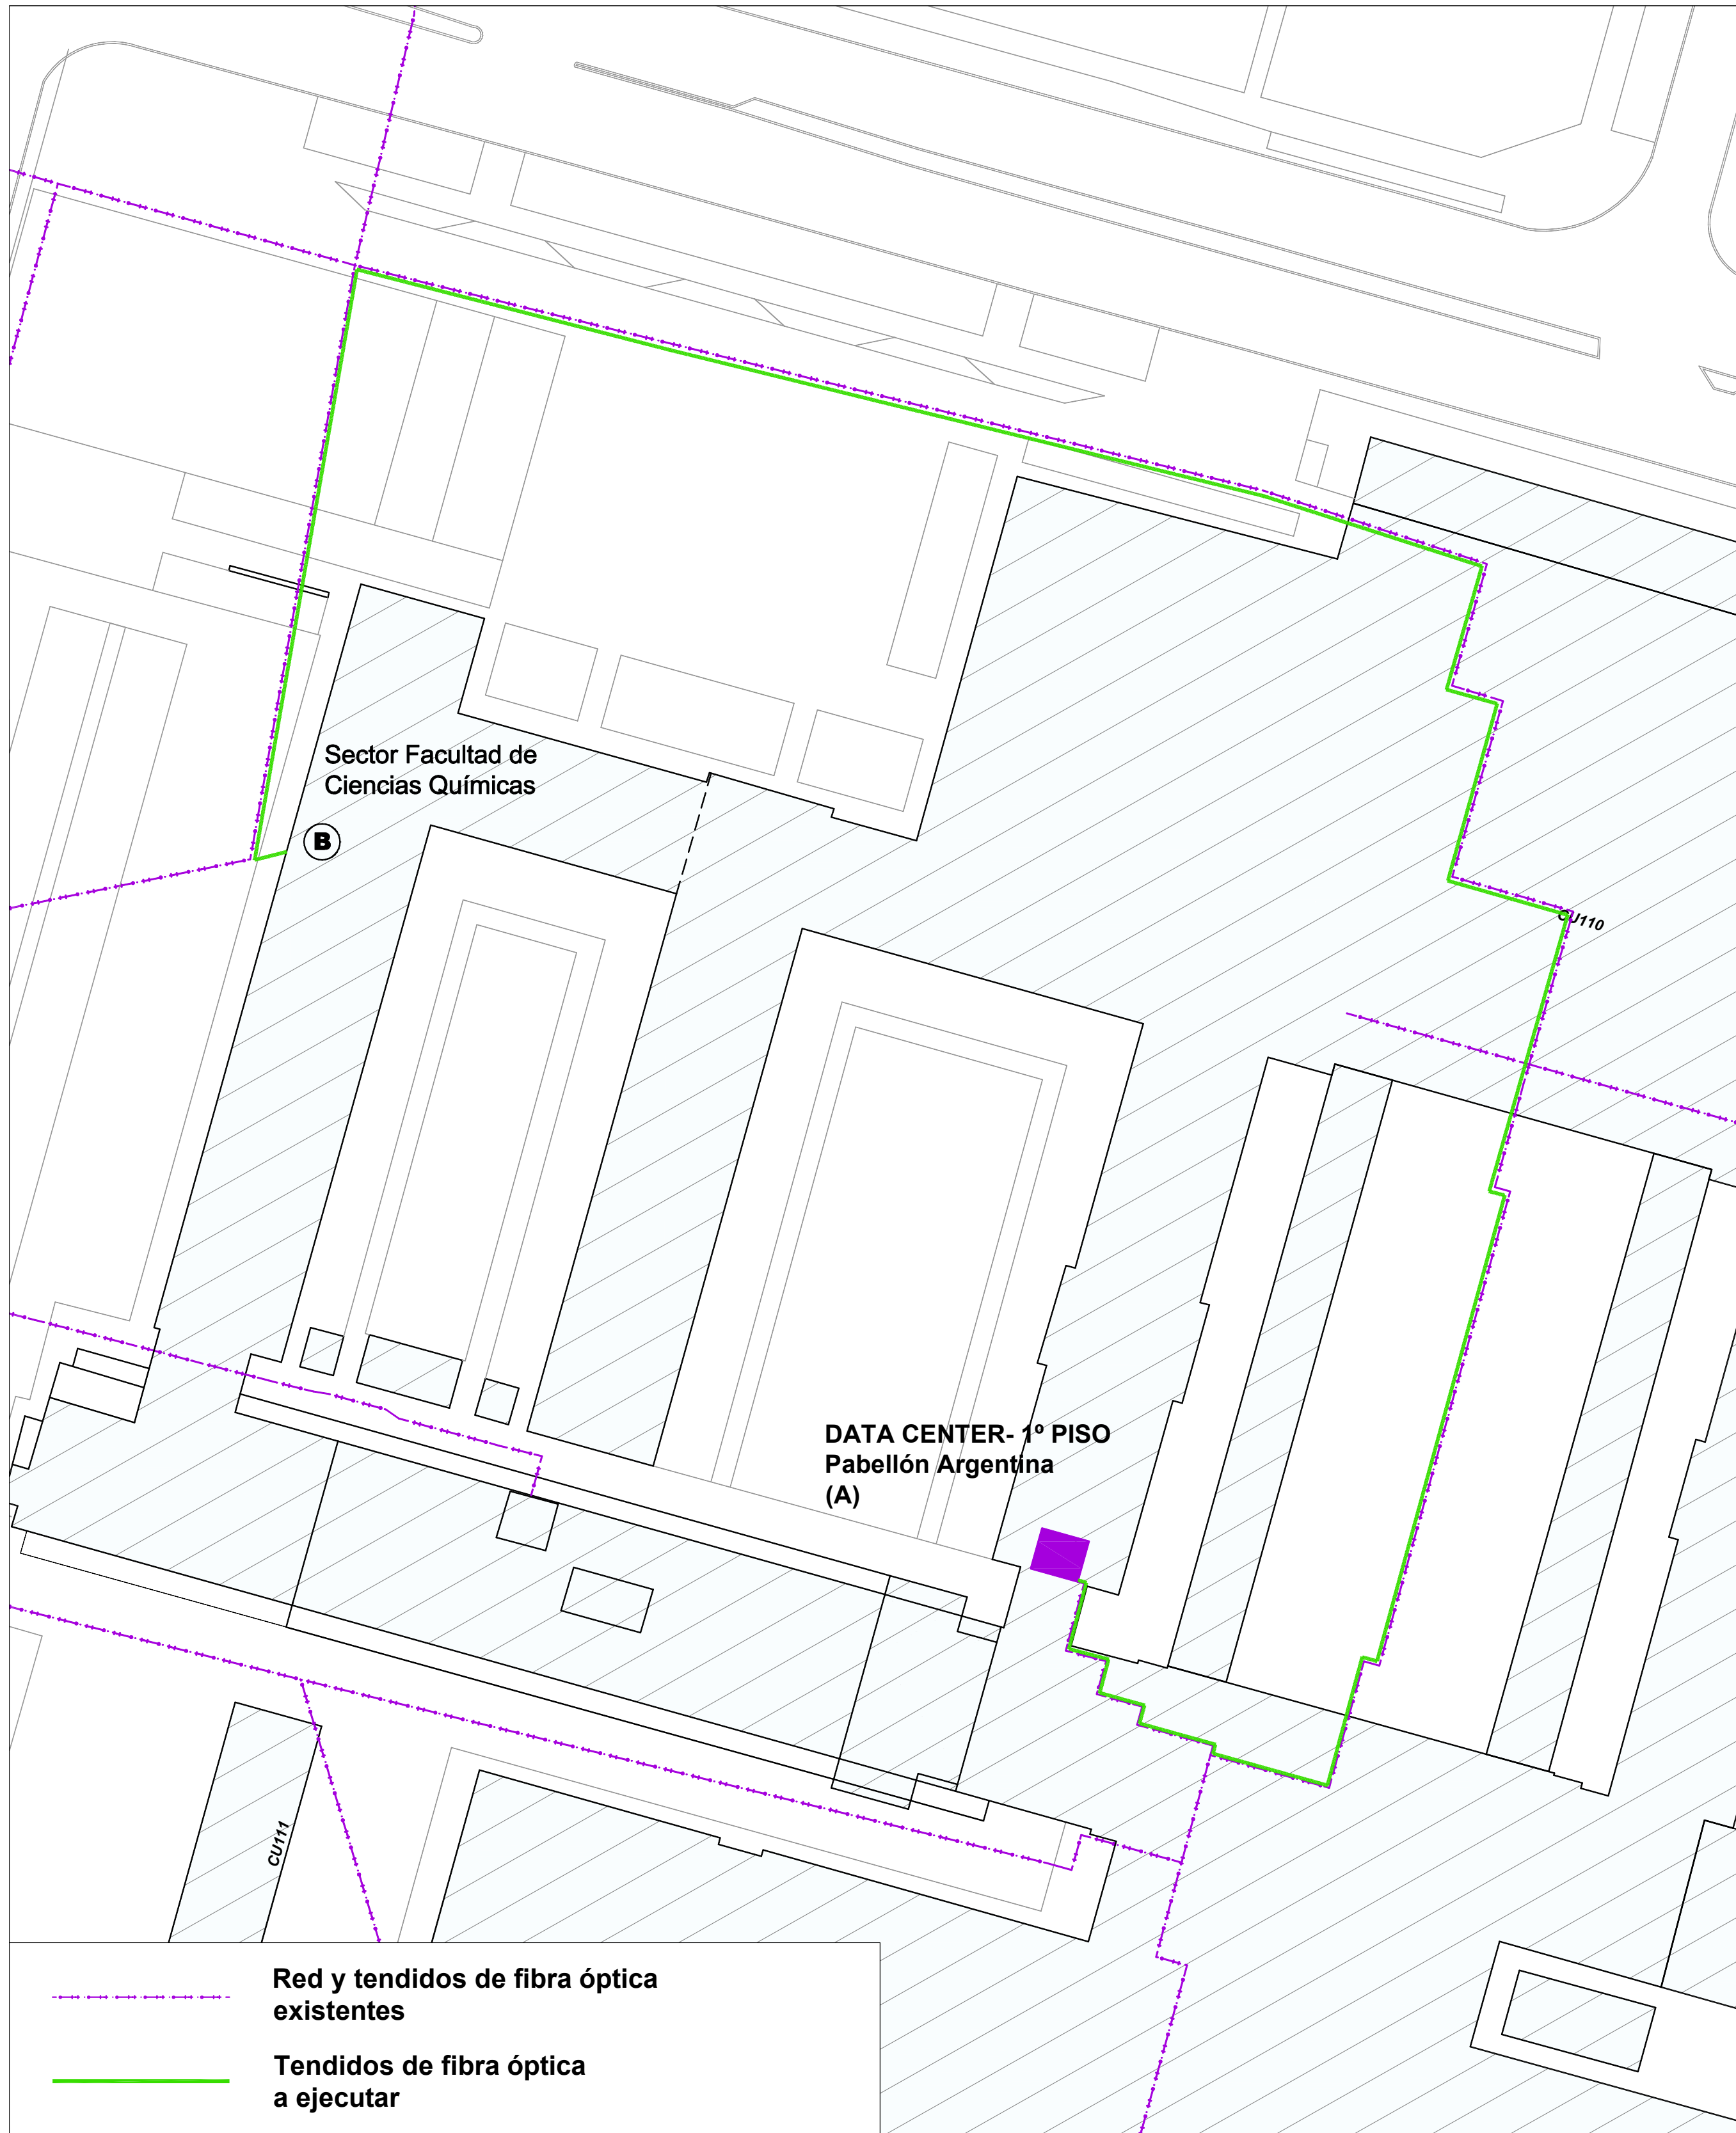 Sector Facultad de
Ciencias Químicas
B
CU110
DATA CENTER- 1º PISO
Pabellón Argentina
(A)
CU111
Red y tendidos de fibra óptica
existentes
Tendidos de fibra óptica
a ejecutar